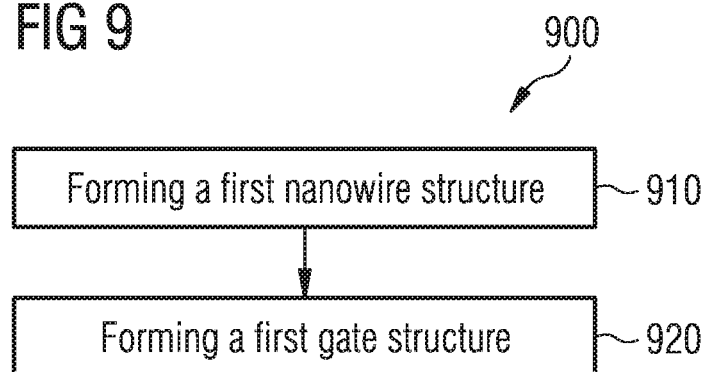 FIG 9
900
Forming a first nanowire structure
910
Forming a first gate structure
920